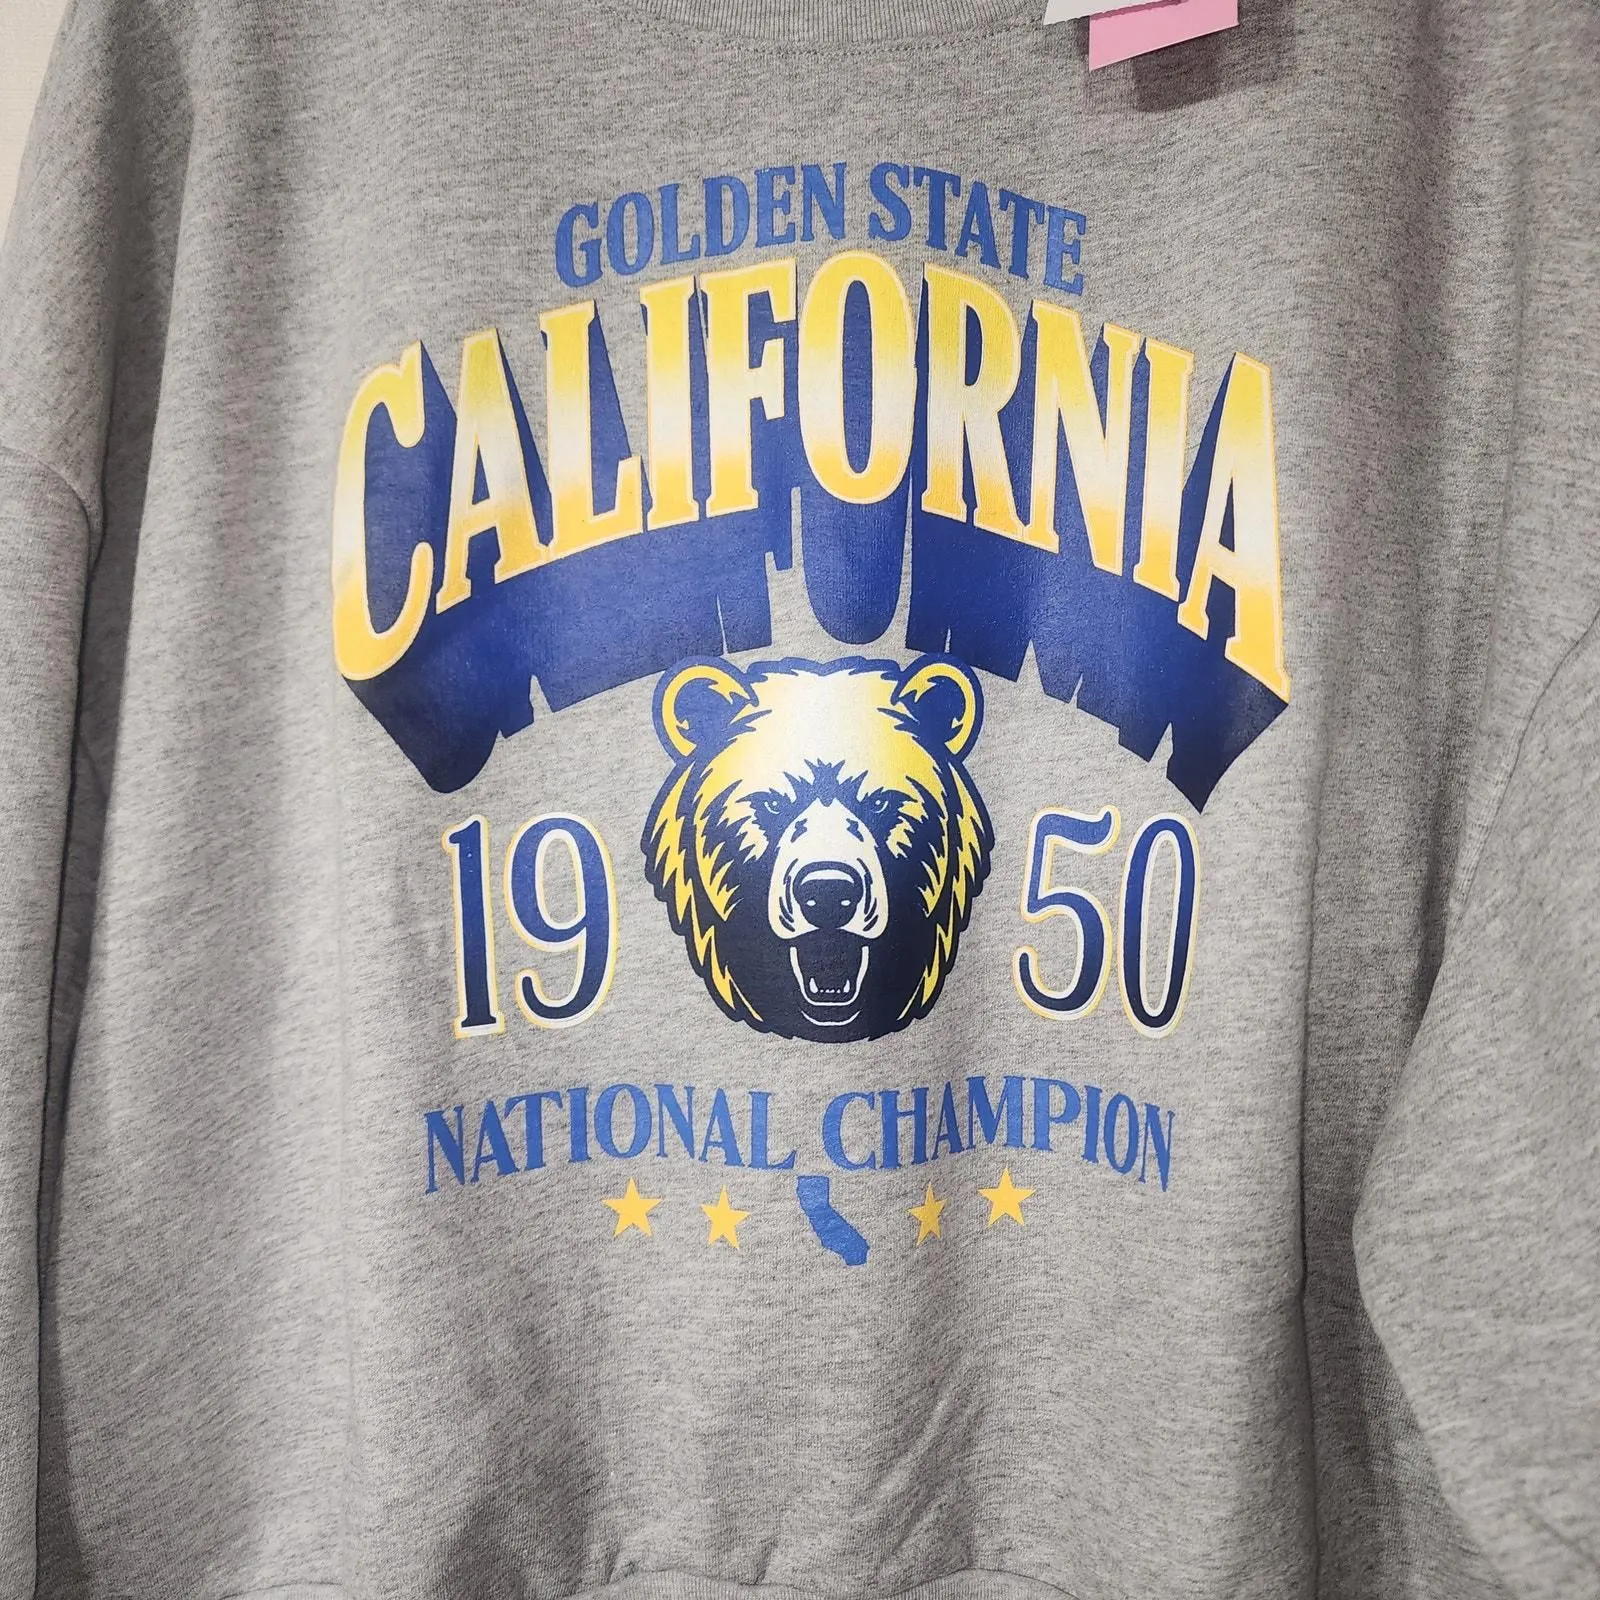 GOLDEN STATE
CALIFORNIA
19 50
NATIONAL CHAMPION